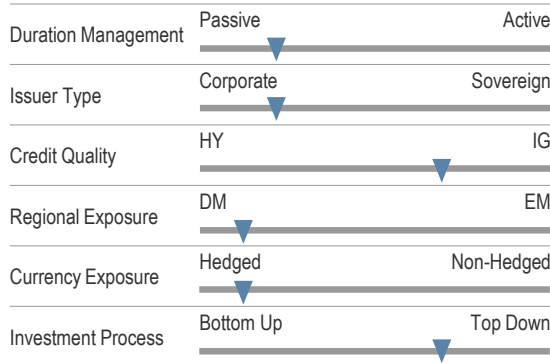 Duration Management Passive Active
Issuer Type Corporate Sovereign
Credit Quality HY IG
Regional Exposure DM EM
Currency Exposure Hedged Non-Hedged
Investment Process Bottom Up Top Down